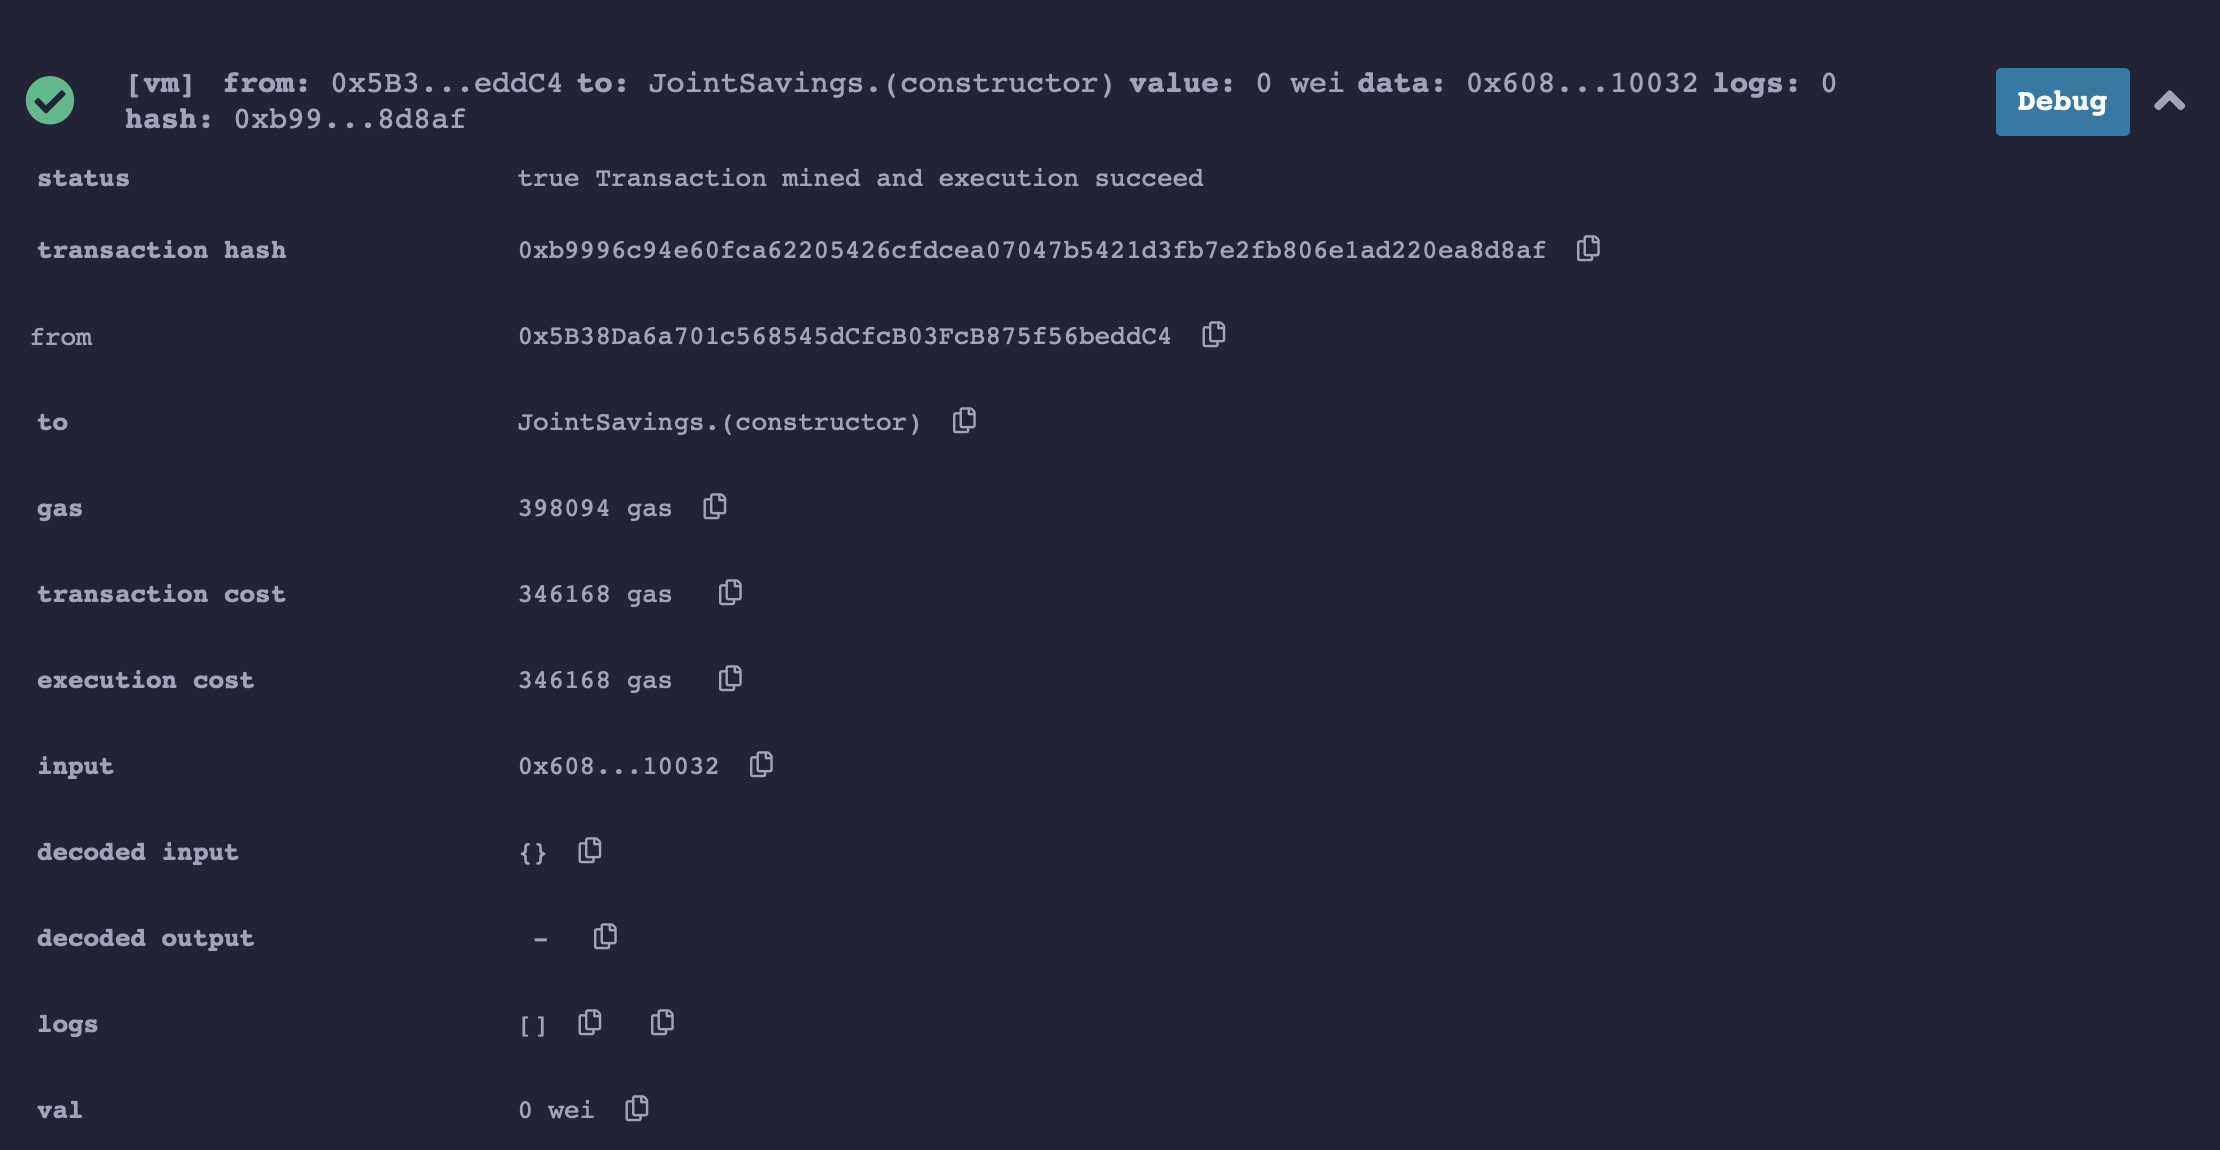 [vm] from: 0x5B3...eddC4 to: JointSavings.(constructor) value: 0 wei data: 0x608...10032 logs: 0
hash: 0xb99...8d8af
Debug
status true Transaction mined and execution succeed
transaction hash 0xb9996c94e60fca62205426cfdcea07047b5421d3fb7e2fb806e1ad220ea8d8af
from 0x5B38Da6a701c568545dCfcB03FcB875f56beddC4
to JointSavings.(constructor)
gas 398094 gas
transaction cost 346168 gas
execution cost 346168 gas
input 0x608...10032
decoded input {}
decoded output -
logs []
val 0 wei